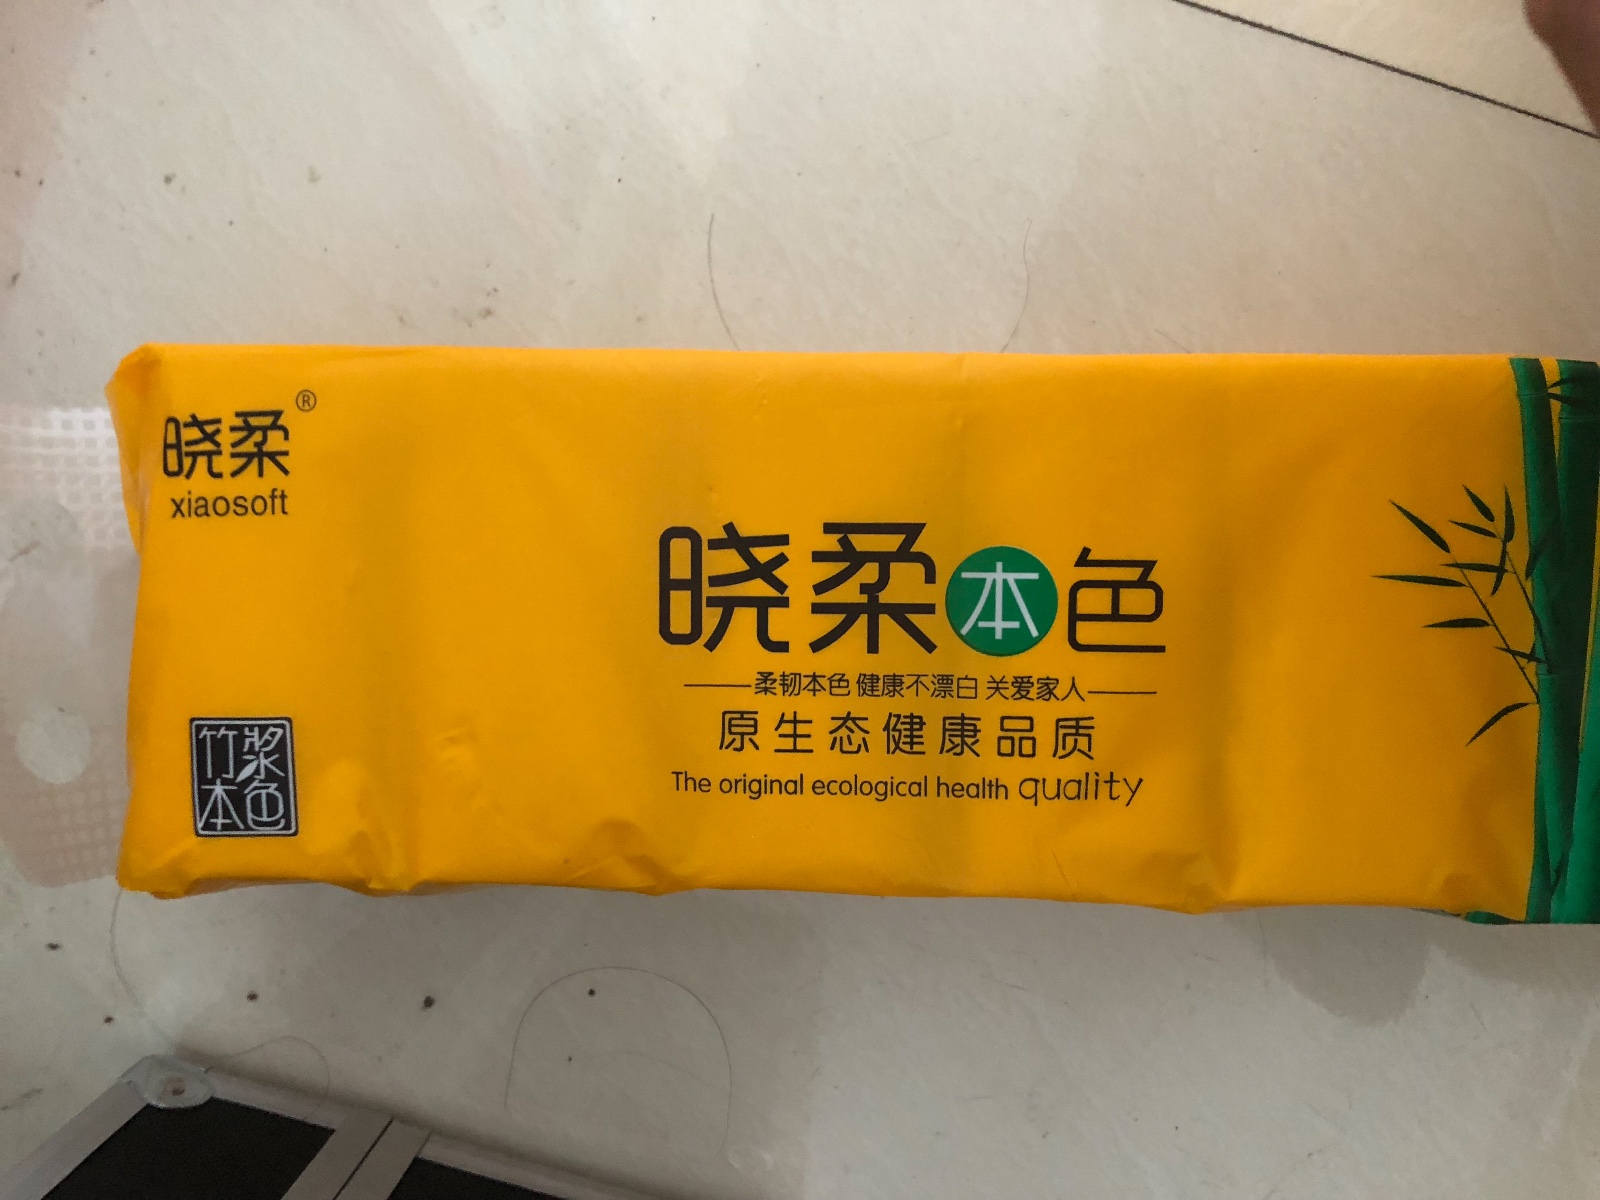 晓柔®
xiaosoft
晓柔本色
柔韧本色 健康不漂白 关爱家人
原生态健康品质
The original ecological health quality
竹漿
本色